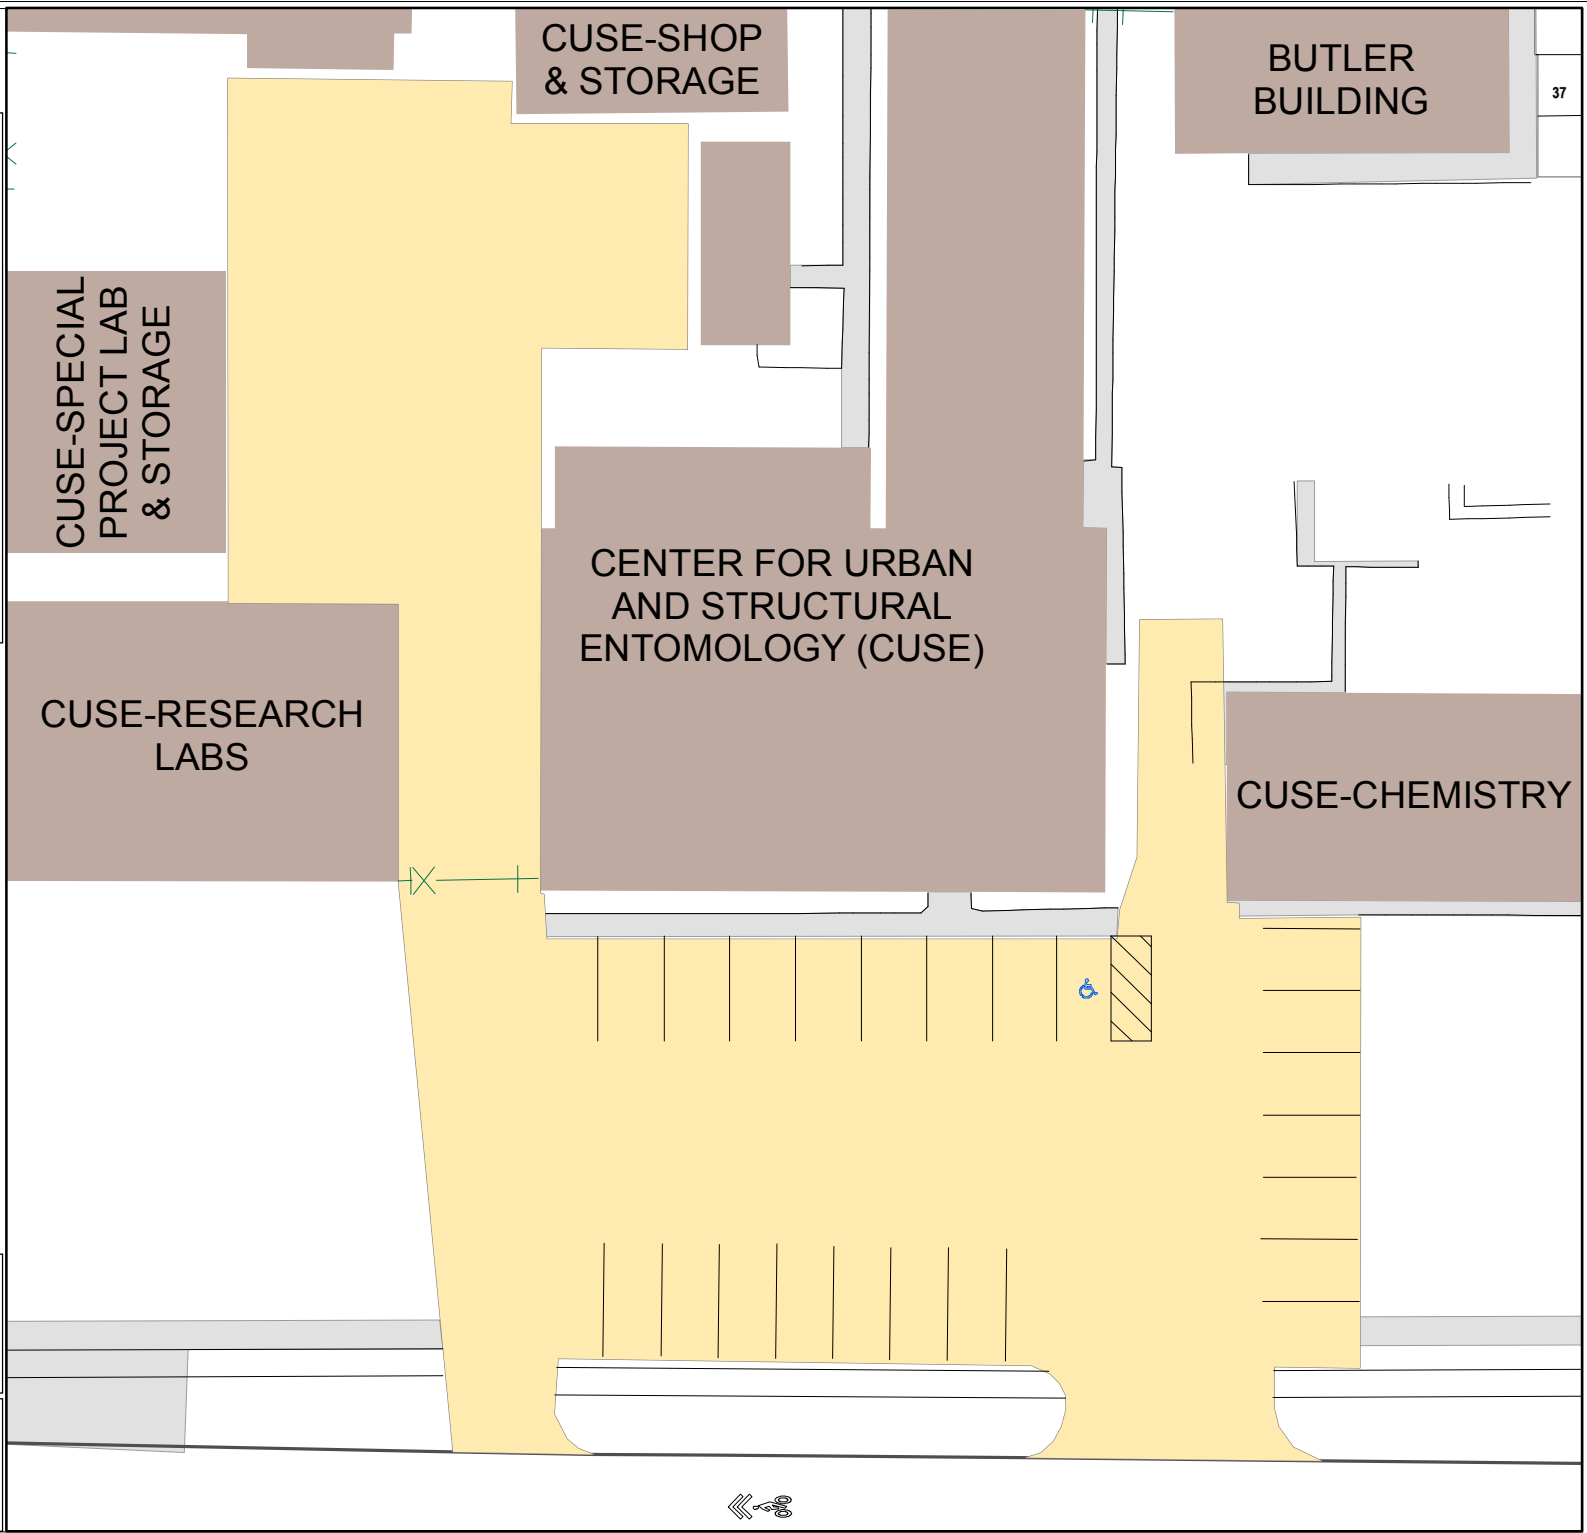 CUSE-SHOP
& STORAGE
BUTLER
BUILDING
37
CUSE-SPECIAL
PROJECT LAB
& STORAGE
CENTER FOR URBAN
AND STRUCTURAL
ENTOMOLOGY (CUSE)
CUSE-RESEARCH
LABS
CUSE-CHEMISTRY